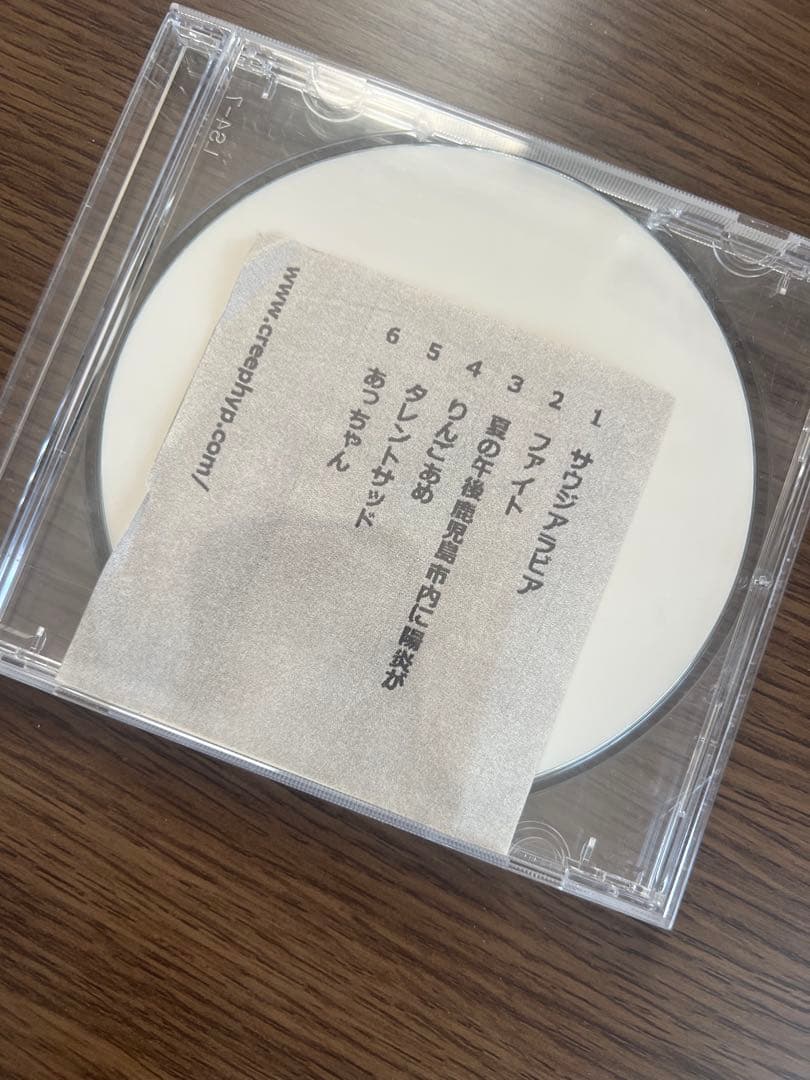 1 サウジアラビア
2 ファイト
3 夏の午後鹿児島市内に陽炎が
4 りんごあめ
5 タレントサッド
6 あっちゃん
www.creephyp.com/